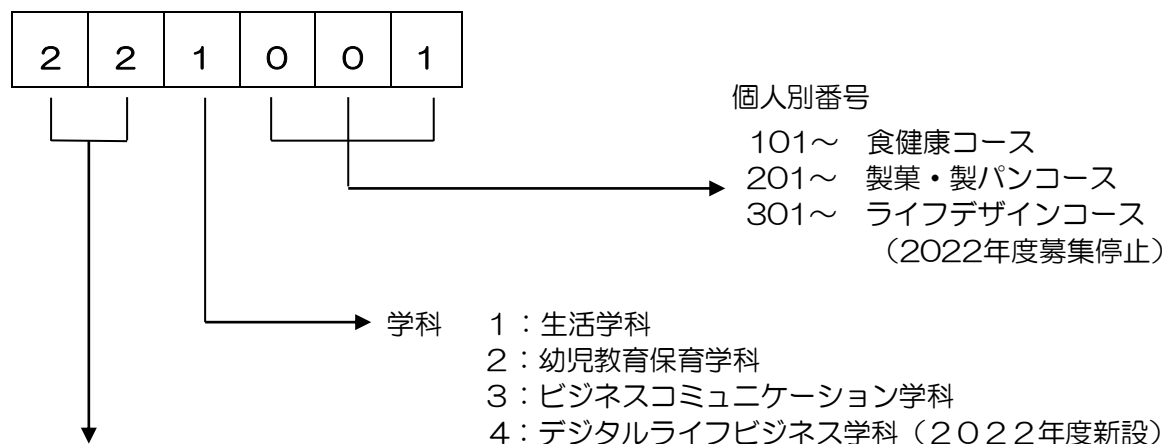 ２ ２ １ ０ ０ １
個人別番号
１０１～　食健康コース
２０１～　製菓・製パンコース
３０１～　ライフデザインコース
（２０２２年度募集停止）
学科　１：生活学科
２：幼児教育保育学科
３：ビジネスコミュニケーション学科
４：デジタルライフビジネス学科（２０２２年度新設）